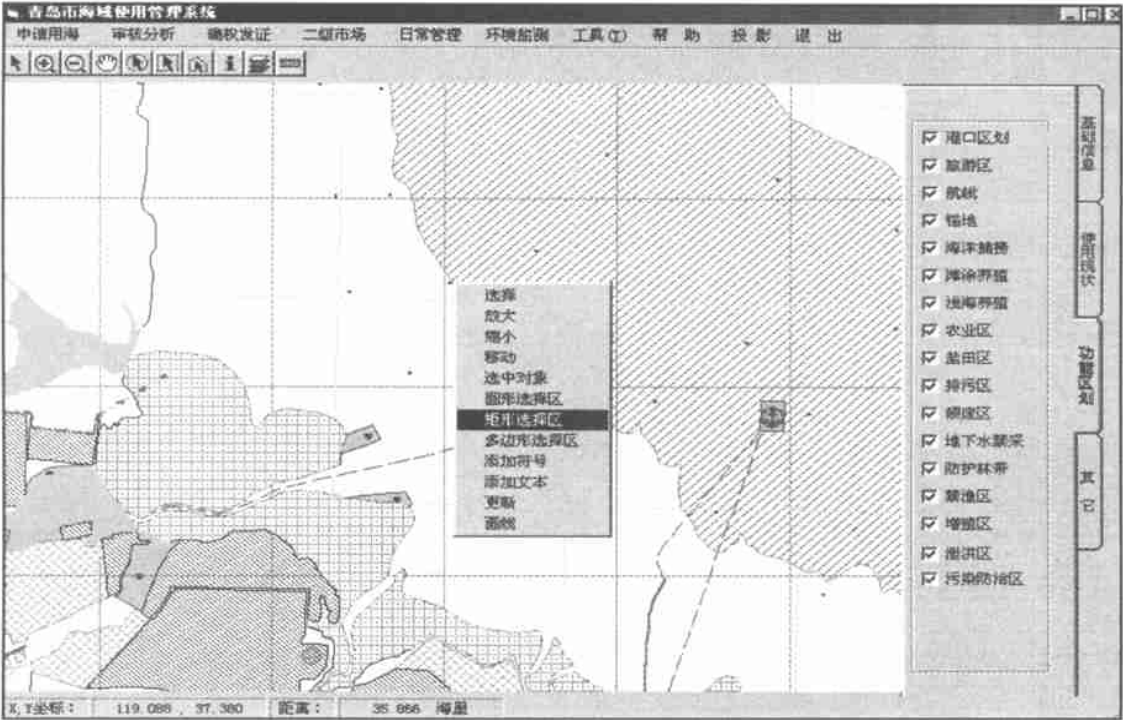 青岛市海域使用管理系统
申请用海 审核分析 确权发证 二级市场 日常管理 环境监测 工具(T) 帮 助 投 影 退 出
选择
放大
缩小
移动
选中对象
圆形选择区
矩形选择区
多边形选择区
添加符号
添加文本
更新
画线
港口区划
旅游区
航线
锚地
海洋捕捞
滩涂养殖
浅海养殖
农业区
盐田区
排污区
倾废区
地下水禁采
防护林带
禁渔区
增殖区
泄洪区
污染防治区
基础信息
使用现状
功能区划
其它
X,Y坐标: 119.088 , 37.380 距离: 35.866 海里